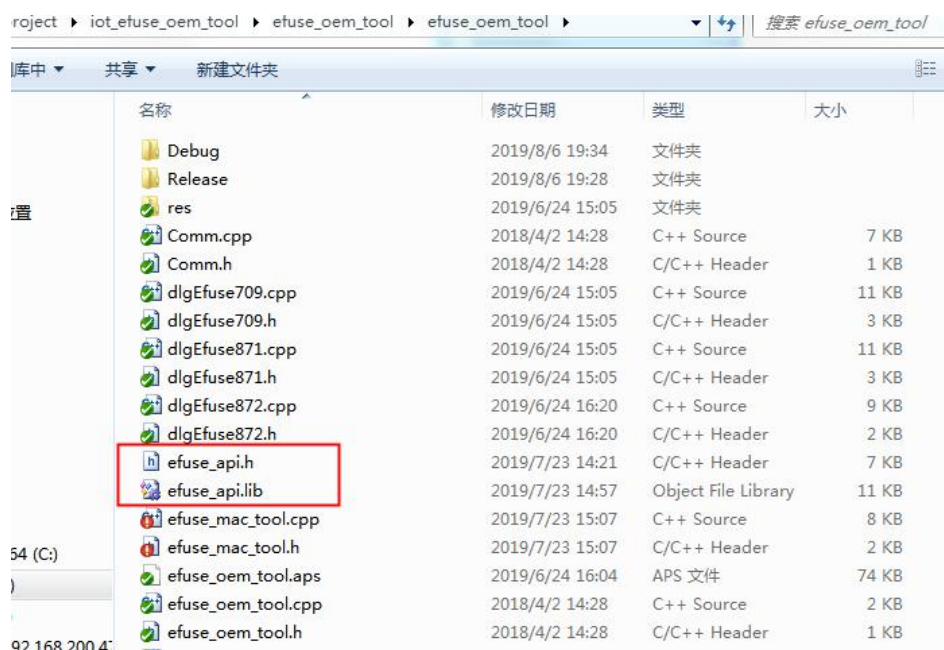 roject ▸ iot_efuse_oem_tool ▸ efuse_oem_tool ▸ efuse_oem_tool ▸ 搜索 efuse_oem_tool
库中 共享 新建文件夹
名称 修改日期 类型 大小
Debug 2019/8/6 19:34 文件夹
Release 2019/8/6 19:28 文件夹
置 res 2019/6/24 15:05 文件夹
Comm.cpp 2018/4/2 14:28 C++ Source 7 KB
Comm.h 2018/4/2 14:28 C/C++ Header 1 KB
dlgEfuse709.cpp 2019/6/24 15:05 C++ Source 11 KB
dlgEfuse709.h 2019/6/24 15:05 C/C++ Header 3 KB
dlgEfuse871.cpp 2019/6/24 15:05 C++ Source 11 KB
dlgEfuse871.h 2019/6/24 15:05 C/C++ Header 3 KB
dlgEfuse872.cpp 2019/6/24 16:20 C++ Source 9 KB
dlgEfuse872.h 2019/6/24 16:20 C/C++ Header 2 KB
efuse_api.h 2019/7/23 14:21 C/C++ Header 7 KB
efuse_api.lib 2019/7/23 14:57 Object File Library 11 KB
efuse_mac_tool.cpp 2019/7/23 15:07 C++ Source 8 KB
64 (C:) efuse_mac_tool.h 2019/7/23 15:07 C/C++ Header 2 KB
) efuse_oem_tool.aps 2019/6/24 16:04 APS 文件 74 KB
efuse_oem_tool.cpp 2018/4/2 14:28 C++ Source 2 KB
92.168.200.47 efuse_oem_tool.h 2018/4/2 14:28 C/C++ Header 1 KB